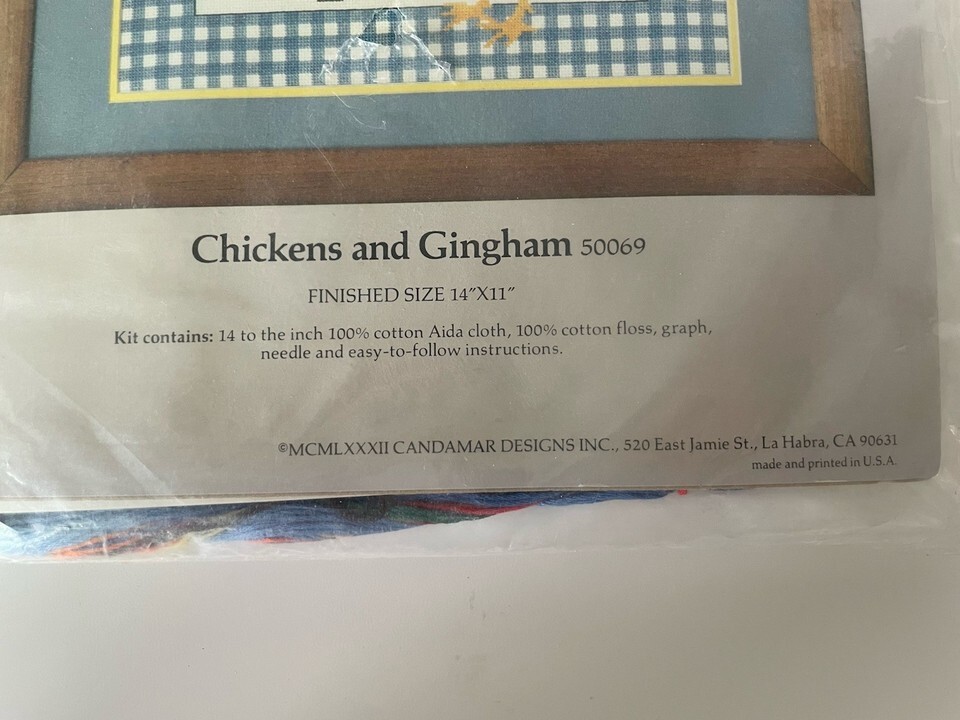 Chickens and Gingham 50069
FINISHED SIZE 14"X11"
Kit contains: 14 to the inch 100% cotton Aida cloth, 100% cotton floss, graph,
needle and easy-to-follow instructions.
©MCMLXXXII CANDAMAR DESIGNS INC., 520 East Jamie St., La Habra, CA 90631
made and printed in U.S.A.